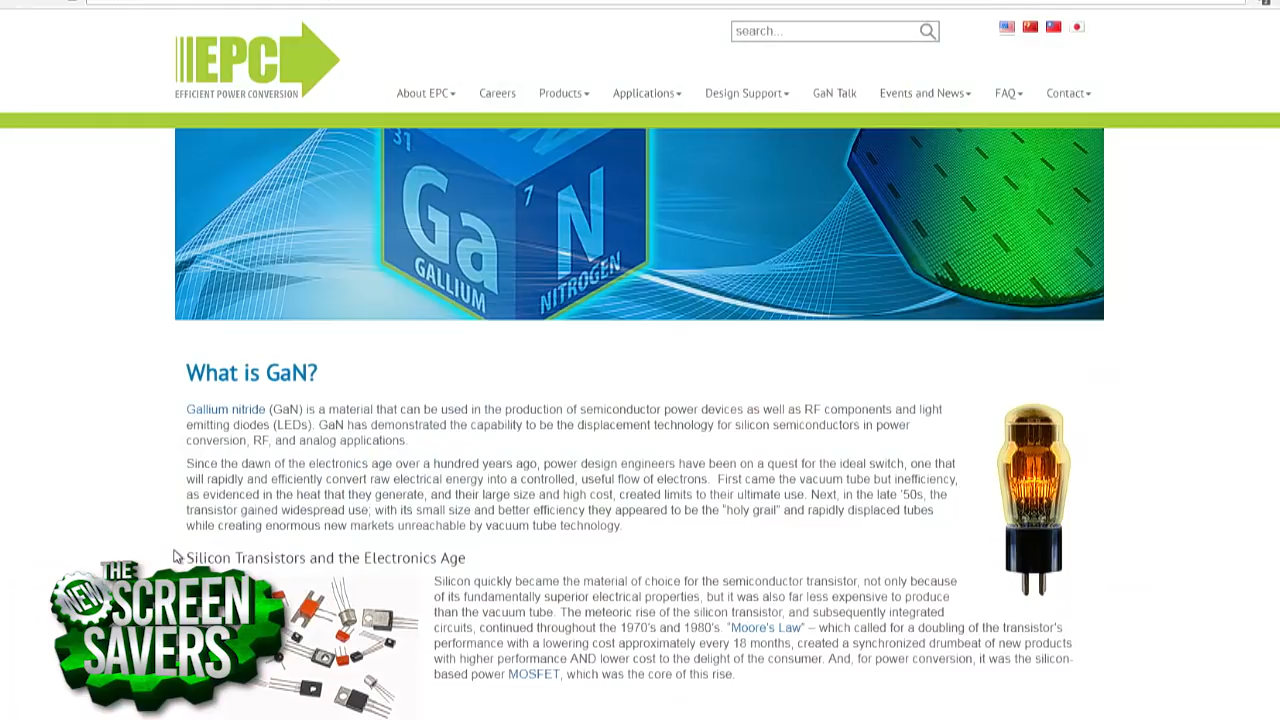 EPC
EFFICIENT POWER CONVERSION
search...
About EPC
Careers
Products
Applications
Design Support
GaN Talk
Events and News
FAQ
Contact
31
Ga
GALLIUM
7
N
NITROGEN
What is GaN?
Gallium nitride (GaN) is a material that can be used in the production of semiconductor power devices as well as RF components and light
emitting diodes (LEDs). GaN has demonstrated the capability to be the displacement technology for silicon semiconductors in power
conversion, RF, and analog applications.
Since the dawn of the electronics age over a hundred years ago, power design engineers have been on a quest for the ideal switch, one that
will rapidly and efficiently convert raw electrical energy into a controlled, useful flow of electrons. First came the vacuum tube but inefficiency,
as evidenced in the heat that they generate, and their large size and high cost, created limits to their ultimate use. Next, in the late '50s, the
transistor gained widespread use; with its small size and better efficiency they appeared to be the "holy grail" and rapidly displaced tubes
while creating enormous new markets unreachable by vacuum tube technology.
Silicon Transistors and the Electronics Age
Silicon quickly became the material of choice for the semiconductor transistor, not only because
of its fundamentally superior electrical properties, but it was also far less expensive to produce
than the vacuum tube. The meteoric rise of the silicon transistor, and subsequently integrated
circuits, continued throughout the 1970's and 1980's. "Moore's Law" – which called for a doubling of the transistor's
performance with a lowering cost approximately every 18 months, created a synchronized drumbeat of new products
with higher performance AND lower cost to the delight of the consumer. And, for power conversion, it was the silicon-
based power MOSFET, which was the core of this rise.
THE
NEW
SCREEN
SAVERS